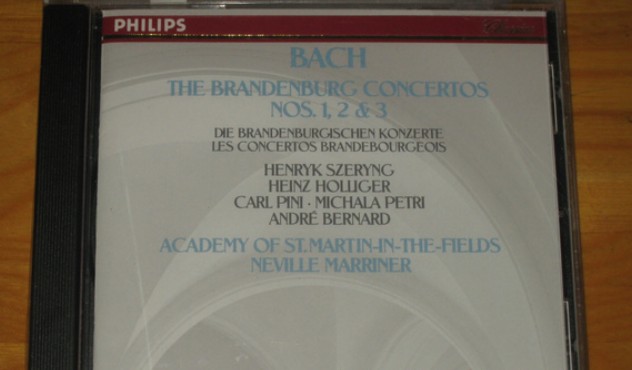 PHILIPS
Classics
BACH
THE BRANDENBURG CONCERTOS
NOS. 1, 2 & 3
DIE BRANDENBURGISCHEN KONZERTE
LES CONCERTOS BRANDEBOURGEOIS
HENRYK SZERYNG
HEINZ HOLLIGER
CARL PINI · MICHALA PETRI
ANDRÉ BERNARD
ACADEMY OF ST. MARTIN-IN-THE-FIELDS
NEVILLE MARRINER